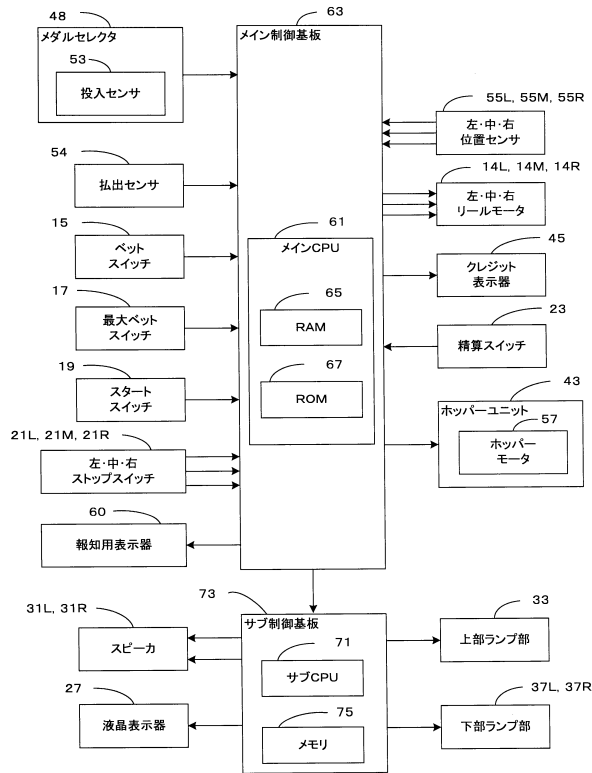 48
メダルセレクタ
53
投入センサ
54
払出センサ
15
ベット
スイッチ
17
最大ベット
スイッチ
19
スタート
スイッチ
21L, 21M, 21R
左・中・右
ストップスイッチ
60
報知用表示器
63
メイン制御基板
61
メインCPU
65
RAM
67
ROM
55L, 55M, 55R
左・中・右
位置センサ
14L, 14M, 14R
左・中・右
リールモータ
45
クレジット
表示器
23
精算スイッチ
43
ホッパーユニット
57
ホッパー
モータ
73
サブ制御基板
71
サブCPU
75
メモリ
31L, 31R
スピーカ
27
液晶表示器
33
上部ランプ部
37L, 37R
下部ランプ部